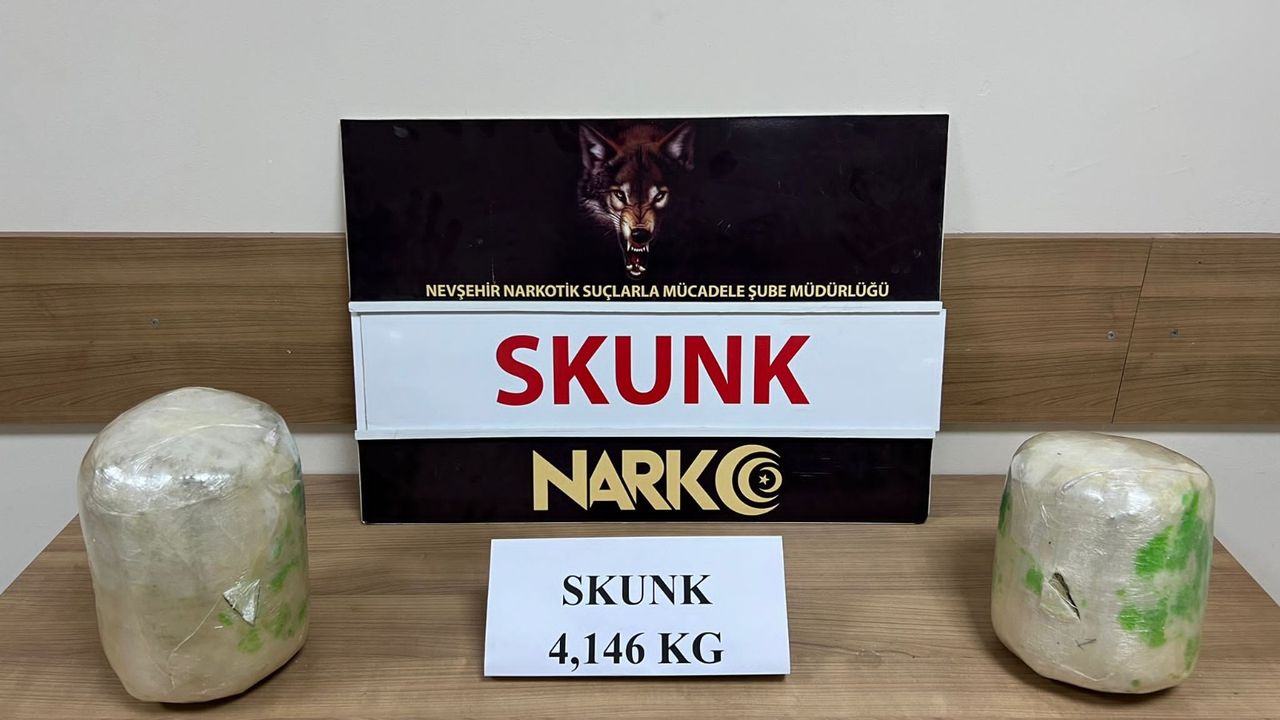 NEVŞEHİR NARKOTİK SUÇLARLA MÜCADELE ŞUBE MÜDÜRLÜĞÜ
SKUNK
NARKO
SKUNK
4,146 KG